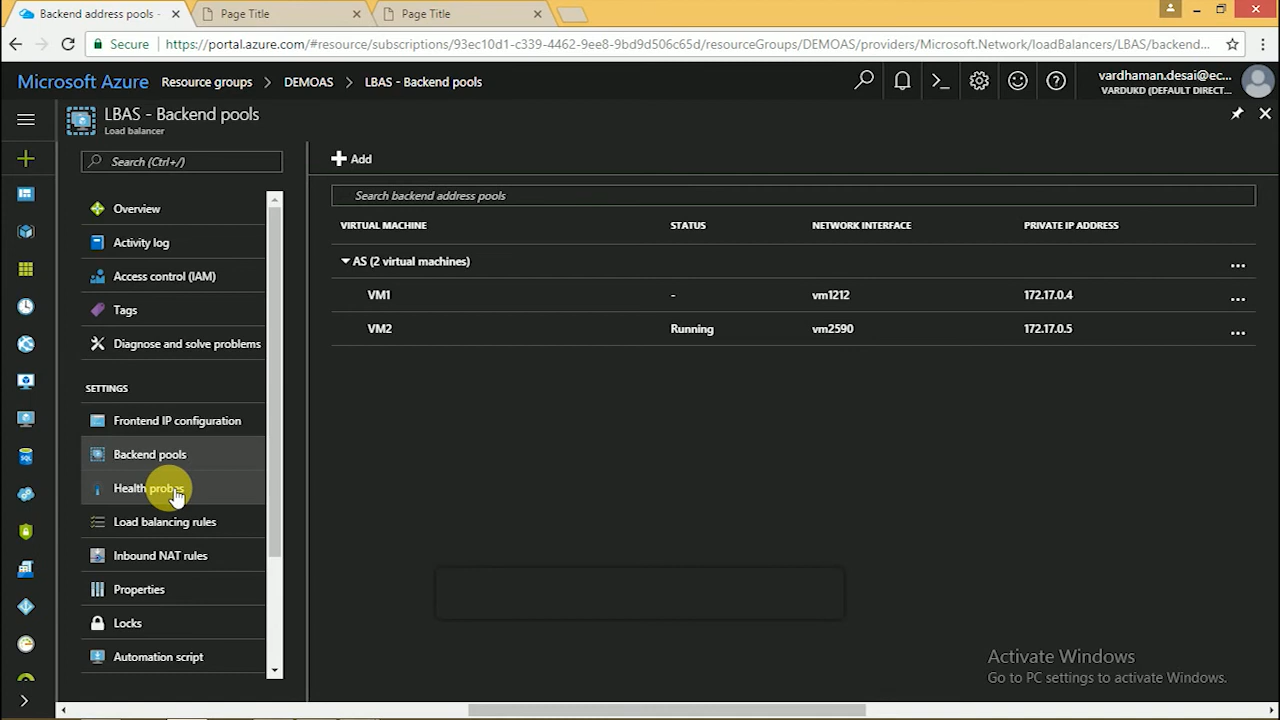 Backend address pools -
Page Title
Page Title
Secure
https://portal.azure.com/#resource/subscriptions/93ec10d1-c339-4462-9ee8-9bd9d506c65d/resourceGroups/DEMOAS/providers/Microsoft.Network/loadBalancers/LBAS/backend...
Microsoft Azure Resource groups > DEMOAS > LBAS - Backend pools
vardhaman.desai@ec...
VARDUKD (DEFAULT DIRECT...
LBAS - Backend pools
Load balancer
Search (Ctrl+/)
Overview
Activity log
Access control (IAM)
Tags
Diagnose and solve problems
SETTINGS
Frontend IP configuration
Backend pools
Health probes
Load balancing rules
Inbound NAT rules
Properties
Locks
Automation script
Add
Search backend address pools
VIRTUAL MACHINE STATUS NETWORK INTERFACE PRIVATE IP ADDRESS
AS (2 virtual machines) ...
VM1 - vm1212 172.17.0.4 ...
VM2 Running vm2590 172.17.0.5 ...
Activate Windows
Go to PC settings to activate Windows.